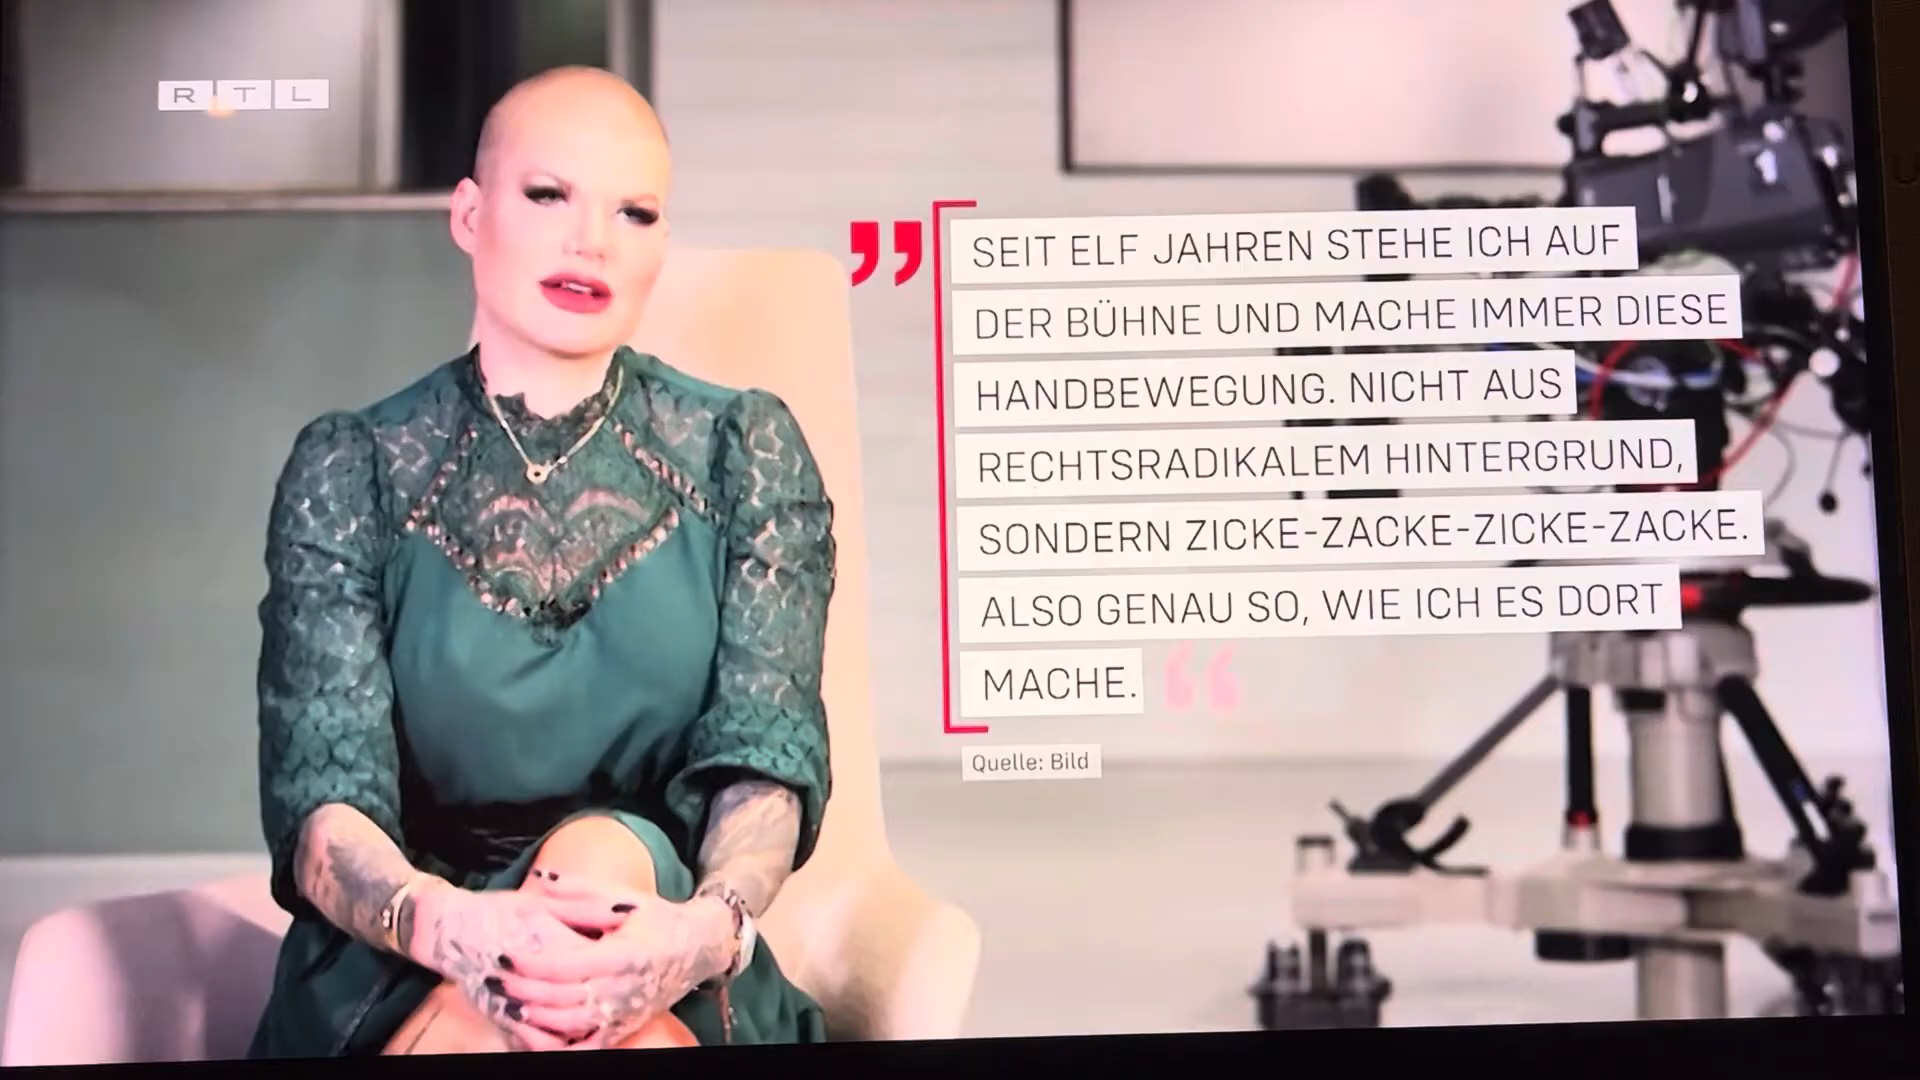 RTL
„SEIT ELF JAHREN STEHE ICH AUF
DER BÜHNE UND MACHE IMMER DIESE
HANDBEWEGUNG. NICHT AUS
RECHTSRADIKALEM HINTERGRUND,
SONDERN ZICKE-ZACKE-ZICKE-ZACKE.
ALSO GENAU SO, WIE ICH ES DORT
MACHE.“
Quelle: Bild